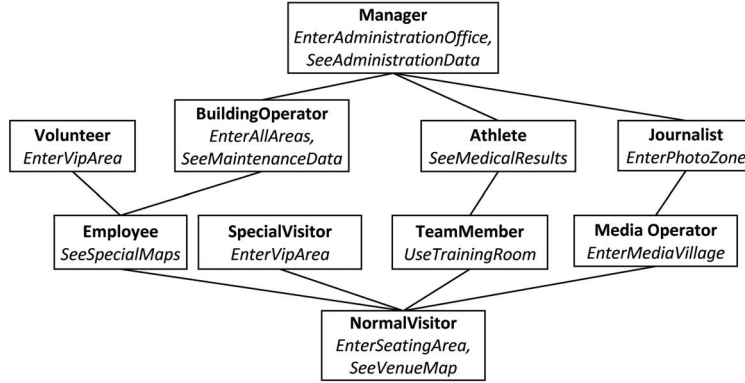 Manager
EnterAdministrationOffice,
SeeAdministrationData
Volunteer
EnterVipArea
BuildingOperator
EnterAllAreas,
SeeMaintenanceData
Athlete
SeeMedicalResults
Journalist
EnterPhotoZone
Employee
SeeSpecialMaps
SpecialVisitor
EnterVipArea
TeamMember
UseTrainingRoom
Media Operator
EnterMediaVillage
NormalVisitor
EnterSeatingArea,
SeeVenueMap